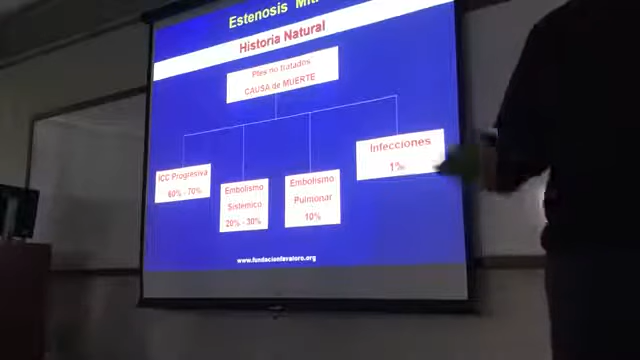 Estenosis
Historia Natural
Ptes no tratados
CAUSA de MUERTE
ICC Progresiva
60% - 70%
Embolismo
Sistemico
20% - 30%
Embolismo
Pulmonar
10%
Infecciones
1%
www.fundacionfavaloro.org